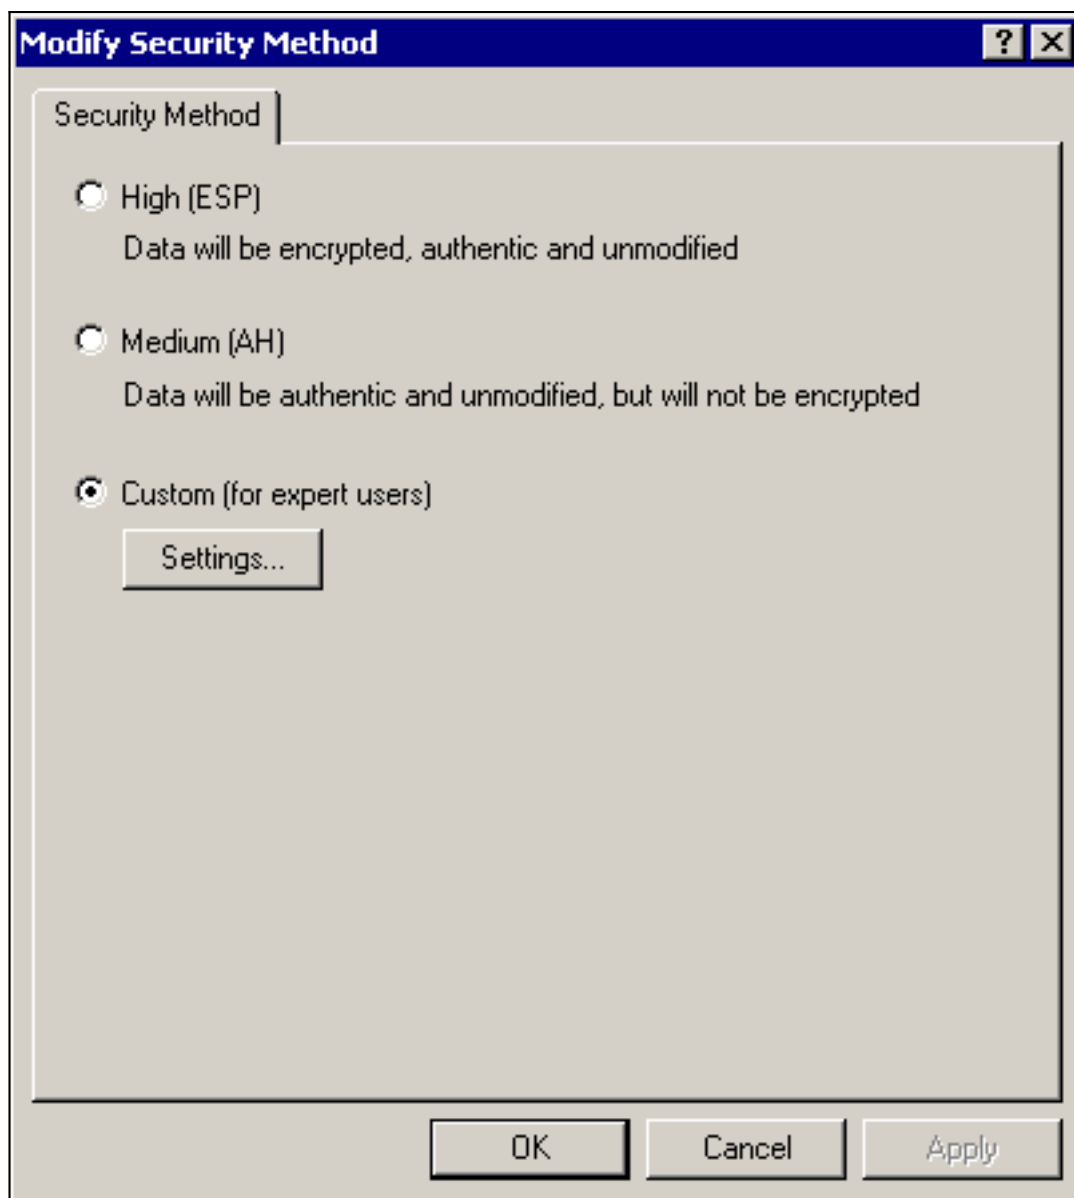 Modify Security Method
Security Method
High (ESP)
Data will be encrypted, authentic and unmodified
Medium (AH)
Data will be authentic and unmodified, but will not be encrypted
Custom (for expert users)
Settings...
OK Cancel Apply